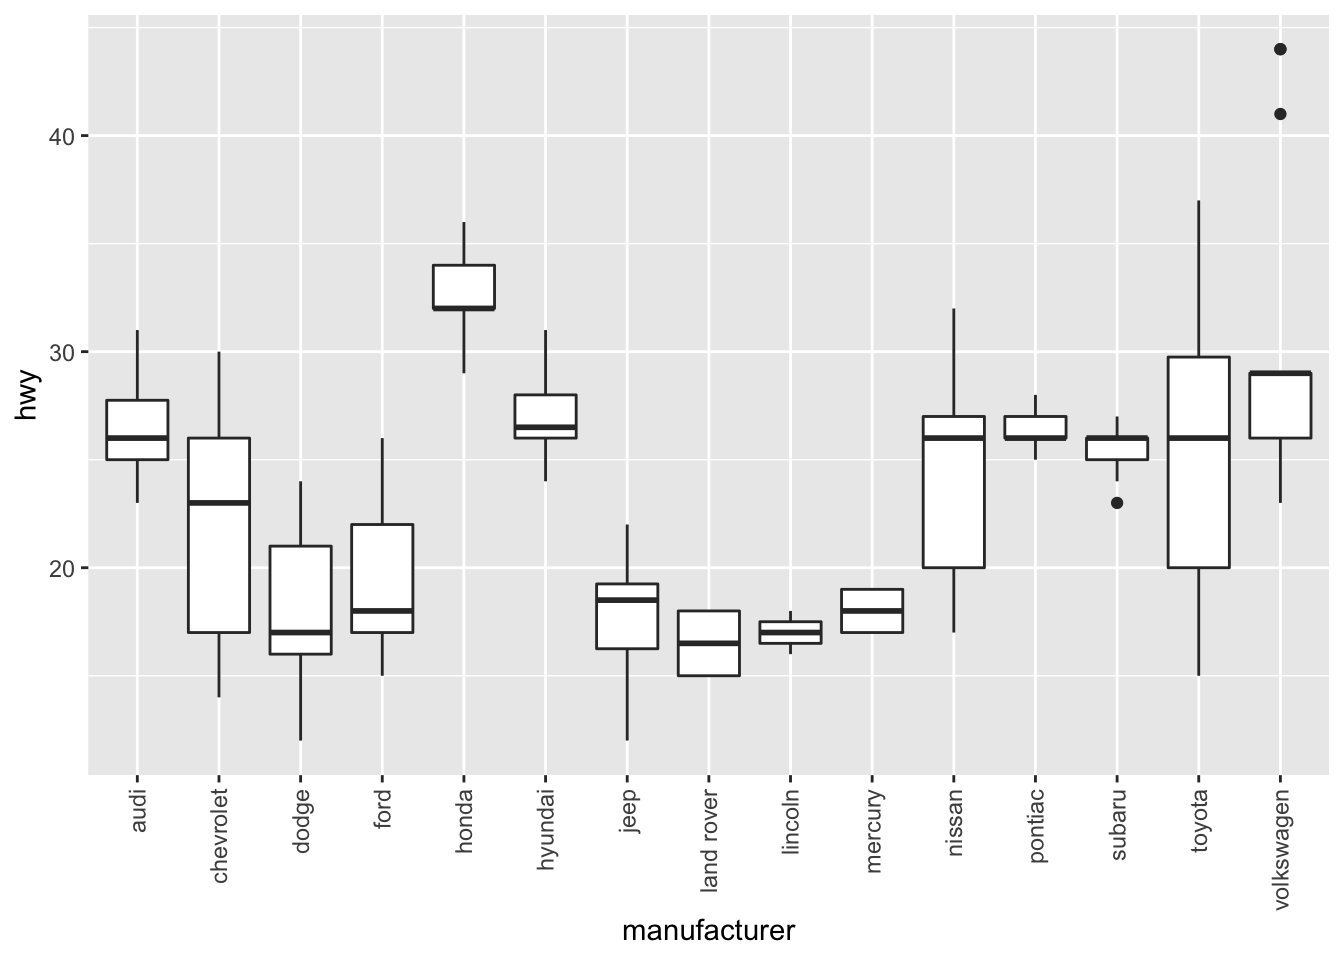 hwy
40
30
20
audi
chevrolet
dodge
ford
honda
hyundai
jeep
land rover
lincoln
mercury
nissan
pontiac
subaru
toyota
volkswagen
manufacturer